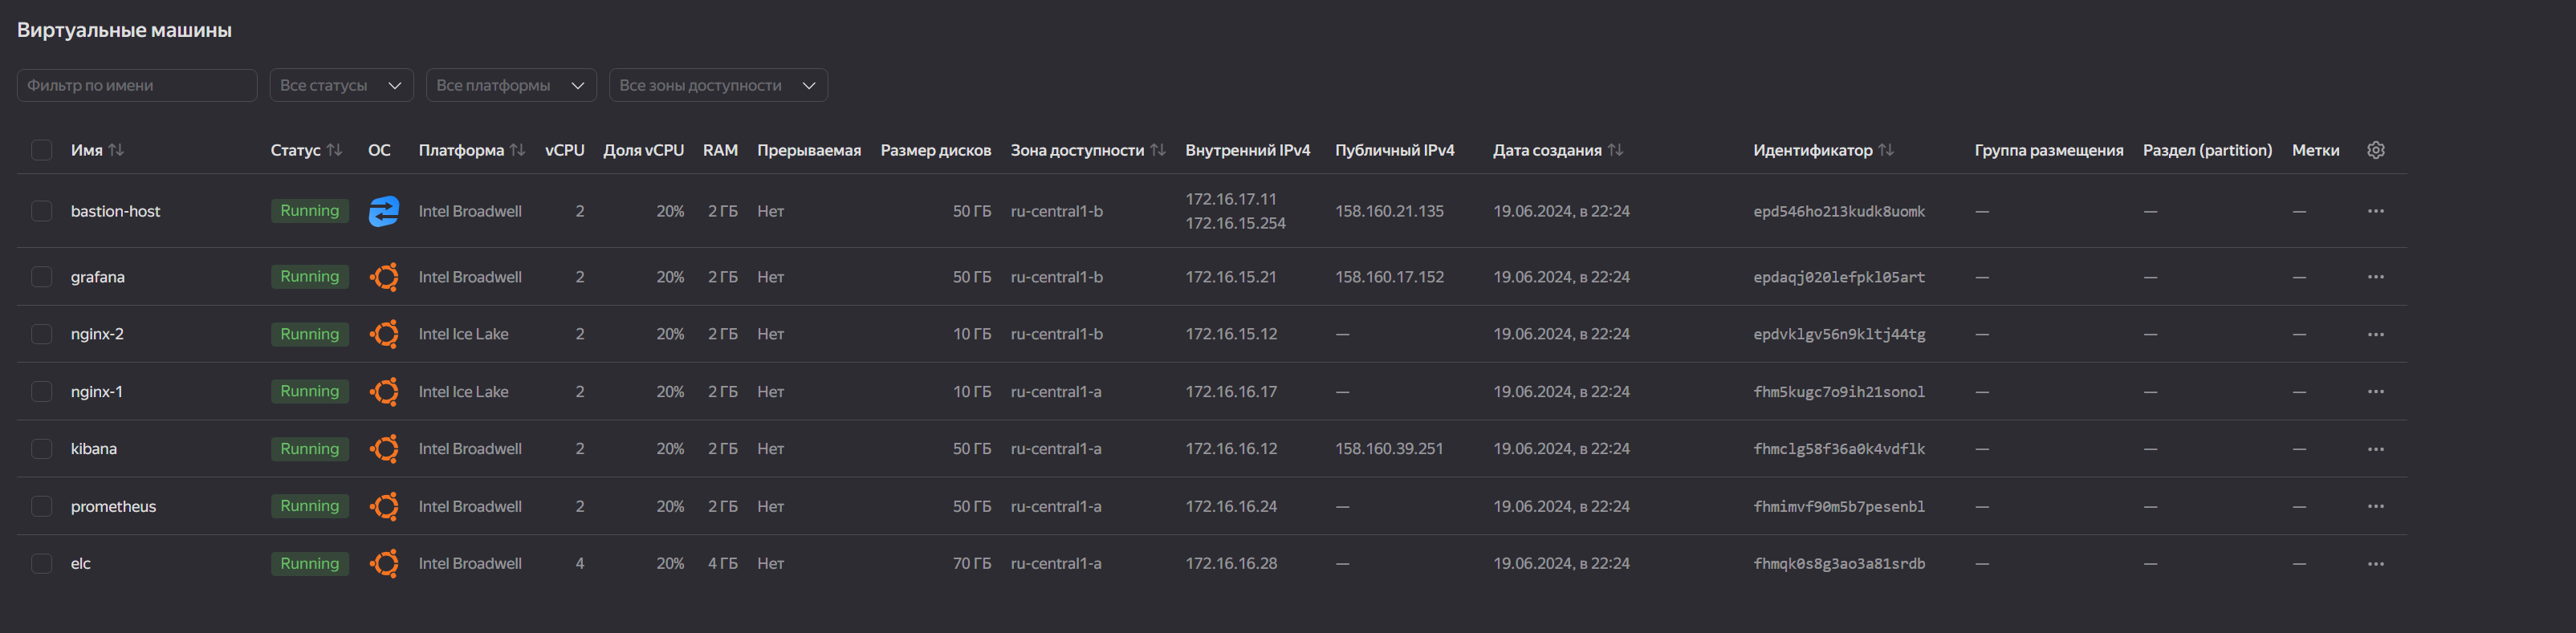 Виртуальные машины
Фильтр по имени Все статусы Все платформы Все зоны доступности
Имя Статус ОС Платформа vCPU Доля vCPU RAM Прерываемая Размер дисков Зона доступности Внутренний IPv4 Публичный IPv4 Дата создания Идентификатор Группа размещения Раздел (partition) Метки
bastion-host Running Intel Broadwell 2 20% 2 ГБ Нет 50 ГБ ru-central1-b 172.16.17.11 158.160.21.135 19.06.2024, в 22:24 epd546ho213kudk8uomk — — —
172.16.15.254
grafana Running Intel Broadwell 2 20% 2 ГБ Нет 50 ГБ ru-central1-b 172.16.15.21 158.160.17.152 19.06.2024, в 22:24 epdaqj020lefpkl05art — — —
nginx-2 Running Intel Ice Lake 2 20% 2 ГБ Нет 10 ГБ ru-central1-b 172.16.15.12 — 19.06.2024, в 22:24 epdvklgv56n9kltj44tg — — —
nginx-1 Running Intel Ice Lake 2 20% 2 ГБ Нет 10 ГБ ru-central1-a 172.16.16.17 — 19.06.2024, в 22:24 fhm5kugc7o9ih21sonol — — —
kibana Running Intel Broadwell 2 20% 2 ГБ Нет 50 ГБ ru-central1-a 172.16.16.12 158.160.39.251 19.06.2024, в 22:24 fhmclg58f36a0k4vdflk — — —
prometheus Running Intel Broadwell 2 20% 2 ГБ Нет 50 ГБ ru-central1-a 172.16.16.24 — 19.06.2024, в 22:24 fhmimvf90m5b7pesenbl — — —
elc Running Intel Broadwell 4 20% 4 ГБ Нет 70 ГБ ru-central1-a 172.16.16.28 — 19.06.2024, в 22:24 fhmqk0s8g3ao3a81srdb — — —